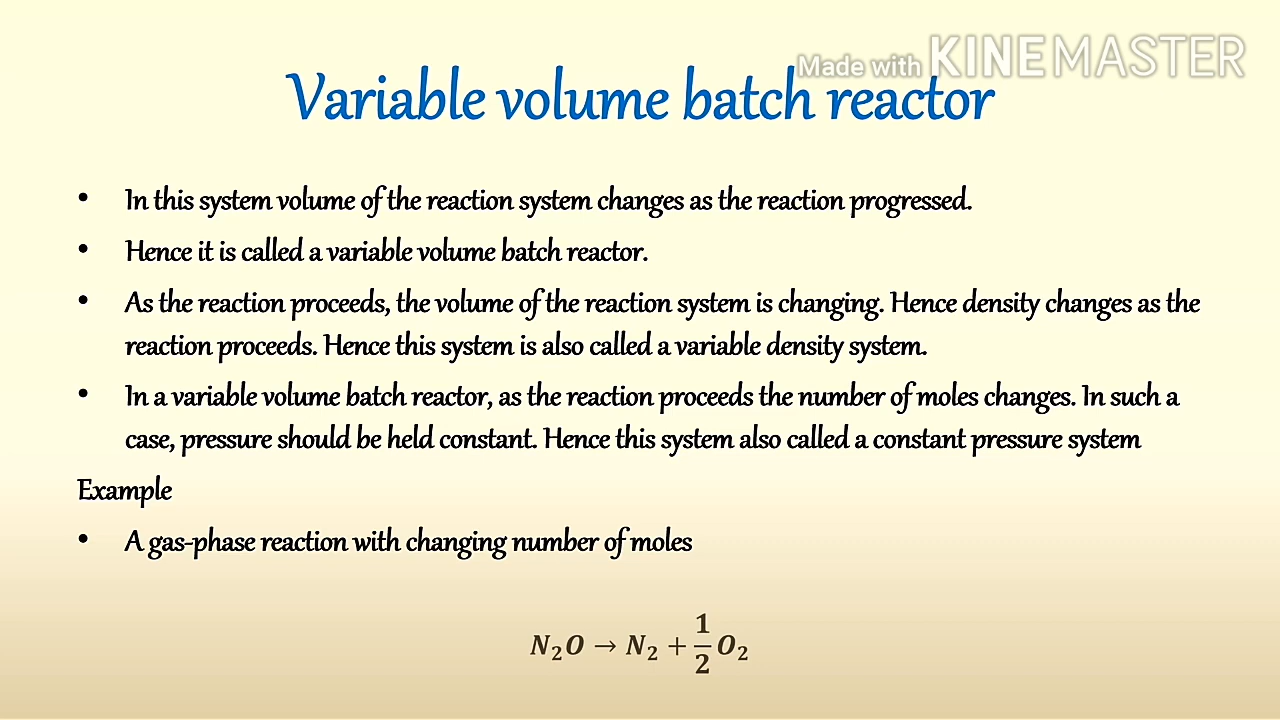 Made with KINEMASTER
Variable volume batch reactor
• In this system volume of the reaction system changes as the reaction progressed.
• Hence it is called a variable volume batch reactor.
• As the reaction proceeds, the volume of the reaction system is changing. Hence density changes as the
reaction proceeds. Hence this system is also called a variable density system.
• In a variable volume batch reactor, as the reaction proceeds the number of moles changes. In such a
case, pressure should be held constant. Hence this system also called a constant pressure system
Example
• A gas-phase reaction with changing number of moles
N₂O → N₂ + 1/2 O₂